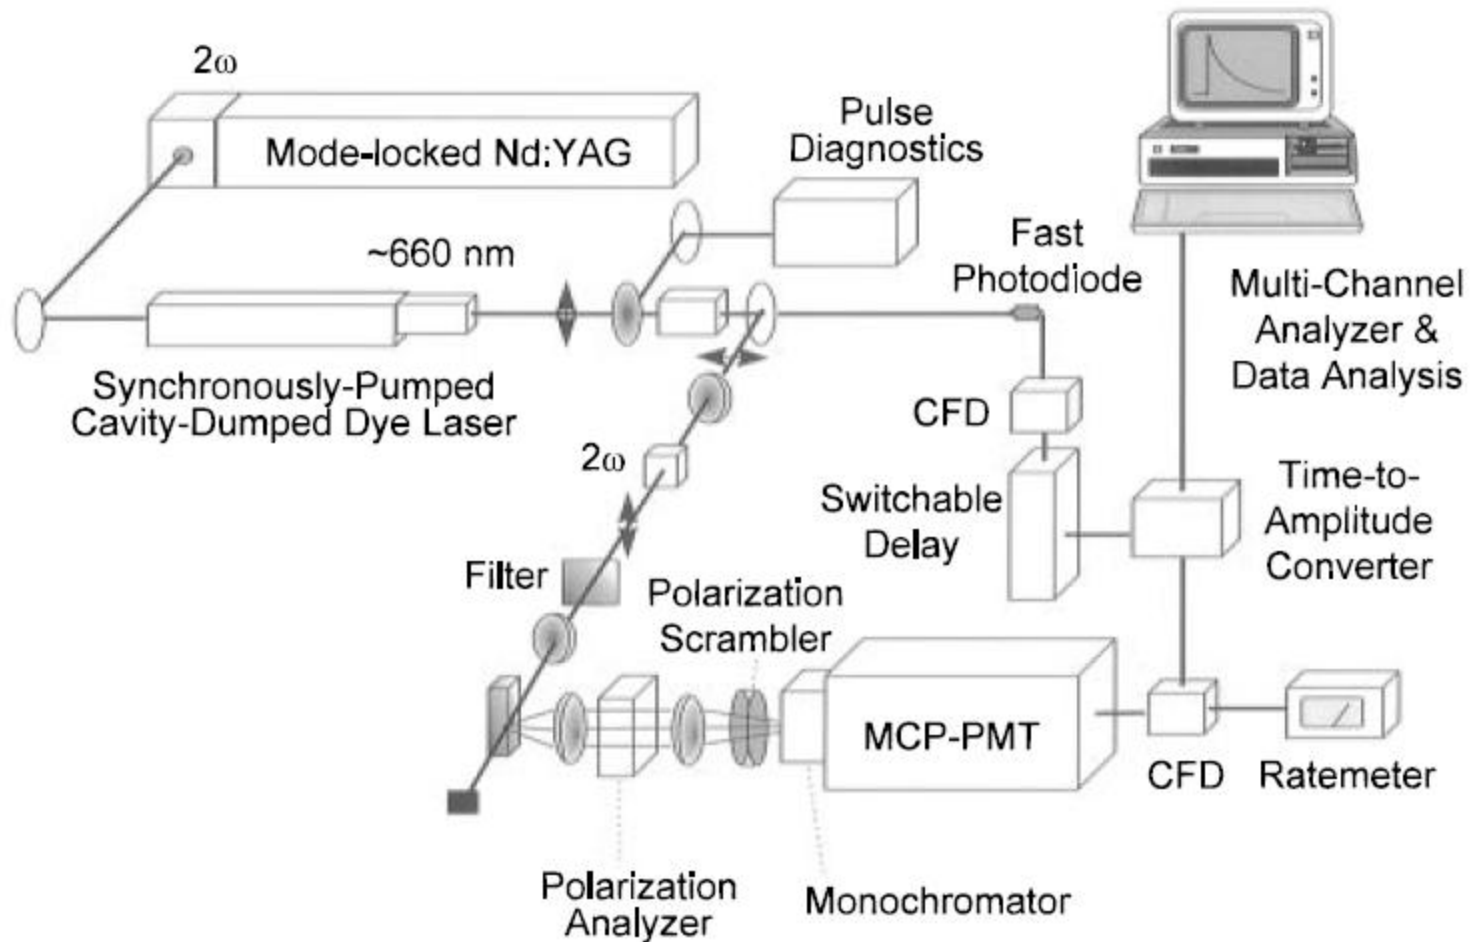 2ω
Mode-locked Nd:YAG
Pulse
Diagnostics
~660 nm
Fast
Photodiode
Synchronously-Pumped
Cavity-Dumped Dye Laser
Multi-Channel
Analyzer &
Data Analysis
CFD
2ω
Switchable
Delay
Time-to-
Amplitude
Converter
Filter
Polarization
Scrambler
MCP-PMT
CFD
Ratemeter
Polarization
Analyzer
Monochromator